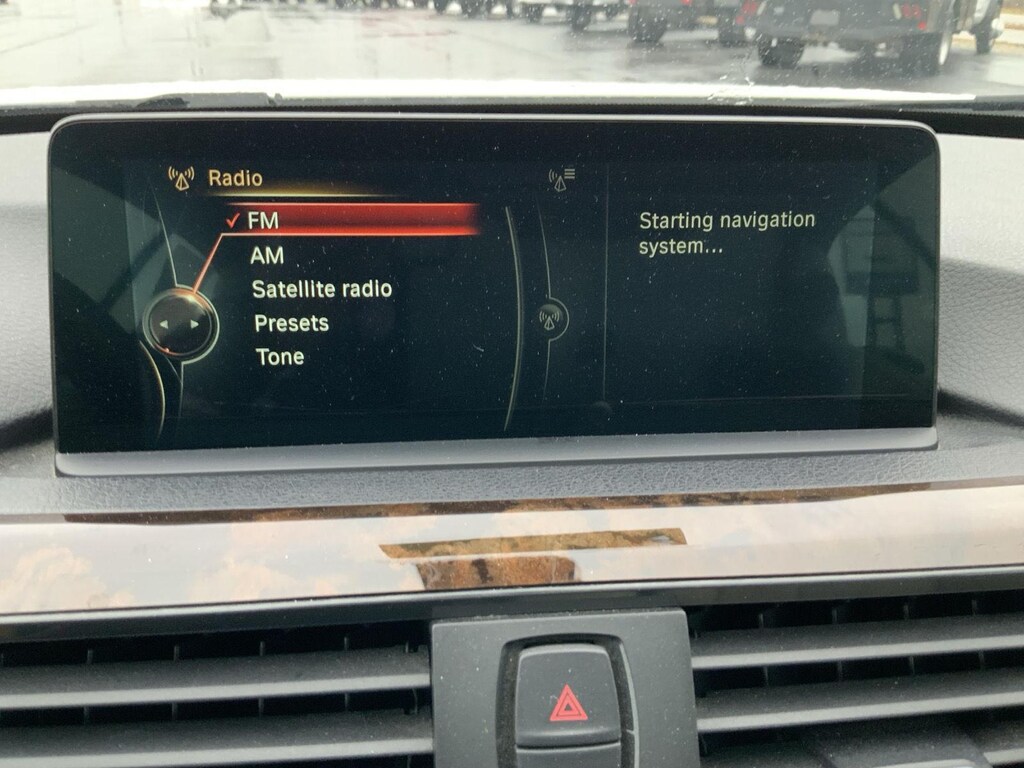 Radio
FM
AM
Satellite radio
Presets
Tone
Starting navigation
system...